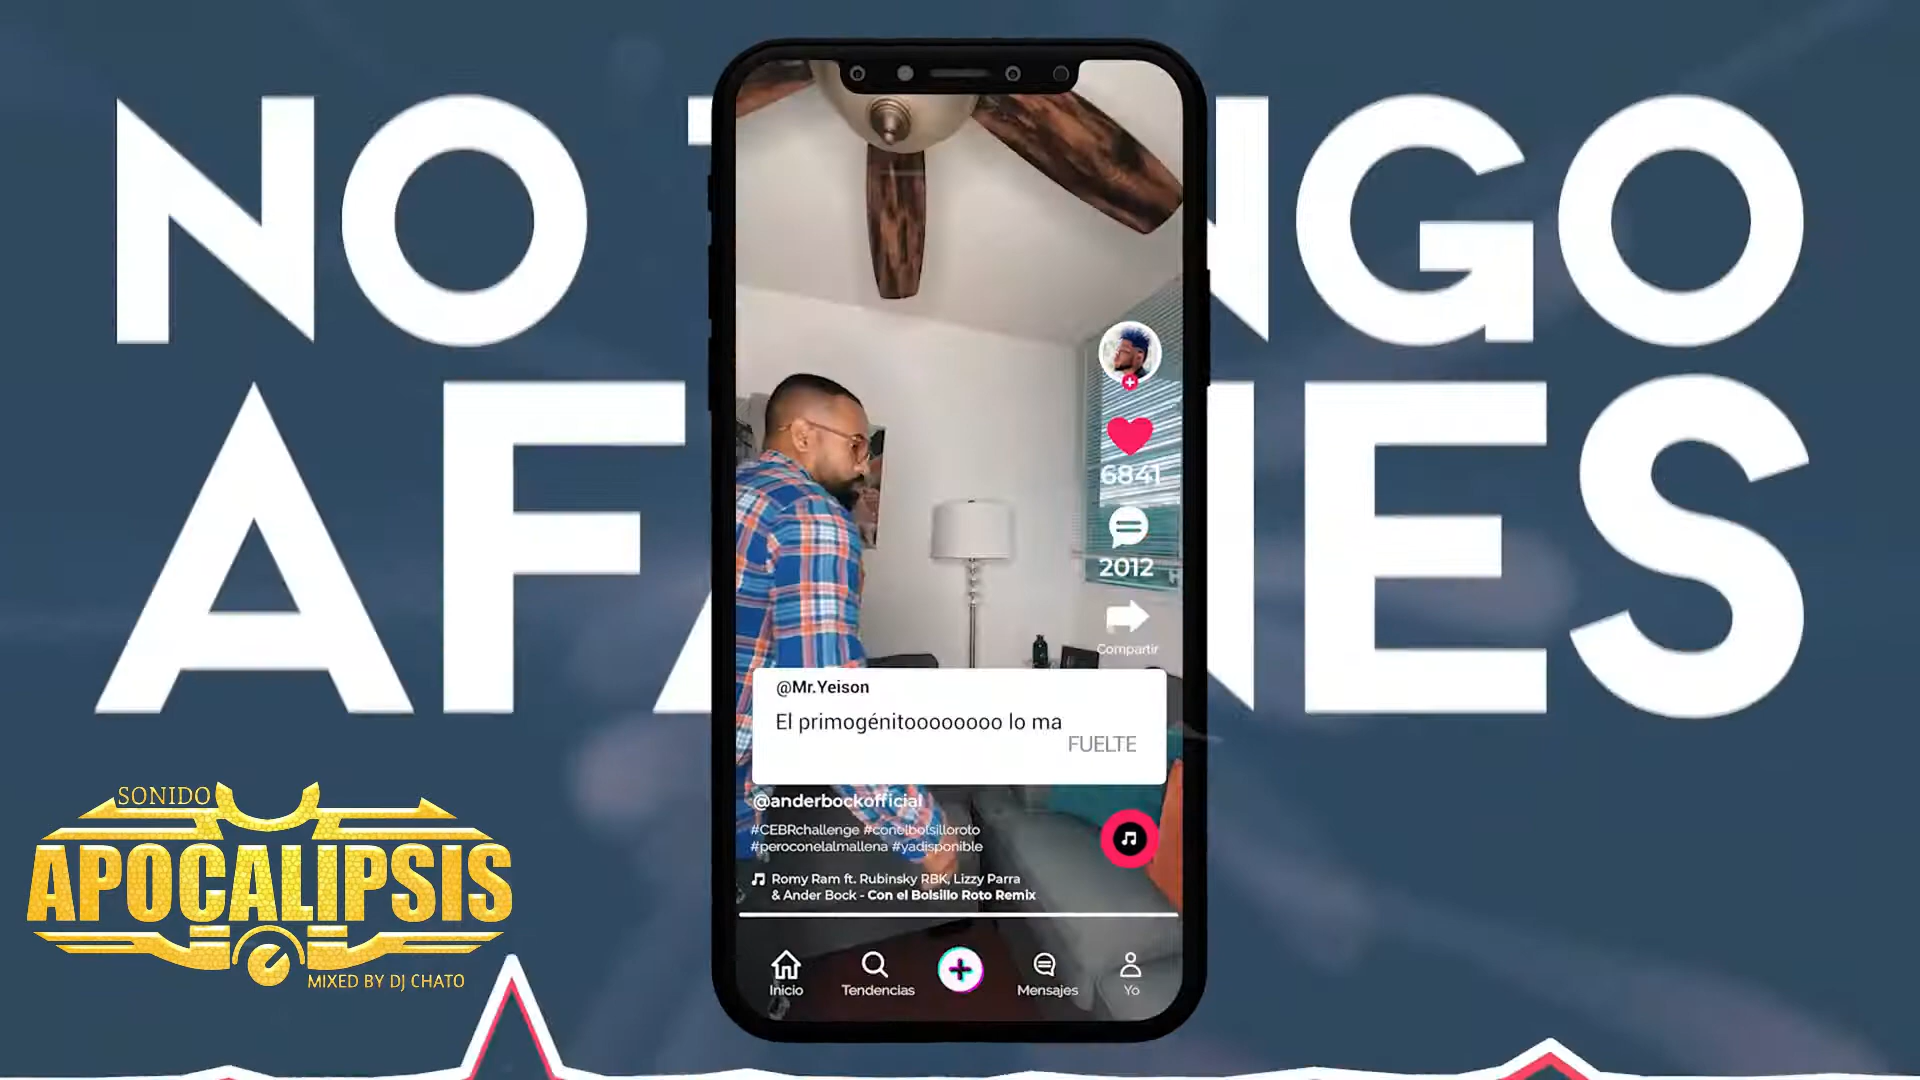 NO T NGO
AFA NES
6841
2012
Compartir
@Mr.Yeison
El primogénitoooooooo lo ma
FUELTE
@anderbockofficial
#CEBRchallenge #conelbolsilloroto
#peroconelalmallena #yadisponible
Romy Ram ft. Rubinsky RBK, Lizzy Parra
& Ander Bock - Con el Bolsillo Roto Remix
Inicio
Tendencias
Mensajes
Yo
SONIDO
APOCALIPSIS
MIXED BY DJ CHATO